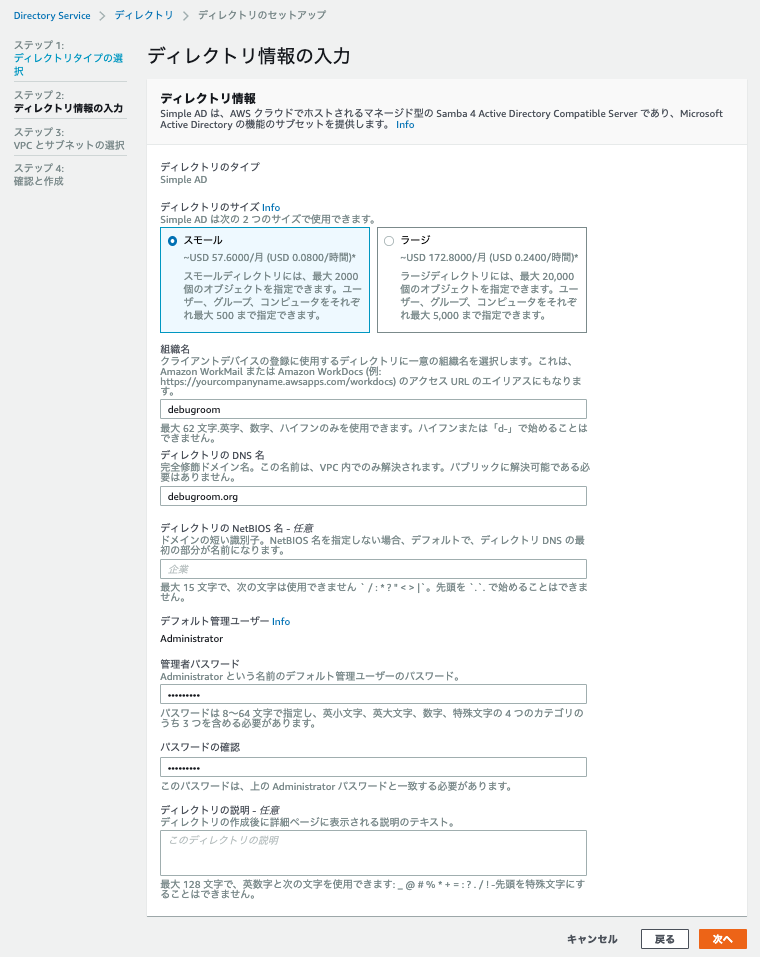 Directory Service > ディレクトリ > ディレクトリのセットアップ
ステップ 1:
ディレクトリタイプの選
択
ステップ 2:
ディレクトリ情報の入力
ステップ 3:
VPC とサブネットの選択
ステップ 4:
確認と作成
ディレクトリ情報の入力
ディレクトリ情報
Simple AD は、AWS クラウドでホストされるマネージド型の Samba 4 Active Directory Compatible Server であり、Microsoft
Active Directory の機能のサブセットを提供します。 Info
ディレクトリのタイプ
Simple AD
ディレクトリのサイズ Info
Simple AD は次の 2 つのサイズで使用できます。
スモール
~USD 57.6000/月 (USD 0.0800/時間)*
スモールディレクトリには、最大 2000
個のオブジェクトを指定できます。ユー
ザー、グループ、コンピュータをそれぞ
れ最大 500 まで指定できます。
ラージ
~USD 172.8000/月 (USD 0.2400/時間)*
ラージディレクトリには、最大 20,000
個のオブジェクトを指定できます。ユー
ザー、グループ、コンピュータをそれぞ
れ最大 5,000 まで指定できます。
組織名
クライアントデバイスの登録に使用するディレクトリに一意の組織名を選択します。これは、
Amazon WorkMail または Amazon WorkDocs (例:
https://yourcompanyname.awsapps.com/workdocs) のアクセス URL のエイリアスにもなりま
す。
debugroom
最大 62 文字.英字、数字、ハイフンのみを使用できます。ハイフンまたは「d-」で始めることは
できません。
ディレクトリの DNS 名
完全修飾ドメイン名。この名前は、VPC 内でのみ解決されます。パブリックに解決可能である必
要はありません。
debugroom.org
ディレクトリの NetBIOS 名 - 任意
ドメインの短い識別子。NetBIOS 名を指定しない場合、デフォルトで、ディレクトリ DNS の最
初の部分が名前になります。
企業
最大 15 文字で、次の文字は使用できません ` / : * ? " < > |`。先頭を `.`. で始めることはできま
せん。
デフォルト管理ユーザー Info
Administrator
管理者パスワード
Administrator という名前のデフォルト管理ユーザーのパスワード。
•••••••••
パスワードは 8〜64 文字で指定し、英小文字、英大文字、数字、特殊文字の 4 つのカテゴリの
うち 3 つを含める必要があります。
パスワードの確認
•••••••••
このパスワードは、上の Administrator パスワードと一致する必要があります。
ディレクトリの説明 - 任意
ディレクトリの作成後に詳細ページに表示される説明のテキスト。
このディレクトリの説明
最大 128 文字で、英数字と次の文字を使用できます: _ @ # % * + = : ? . / ! -先頭を特殊文字にす
ることはできません。
キャンセル
戻る
次へ